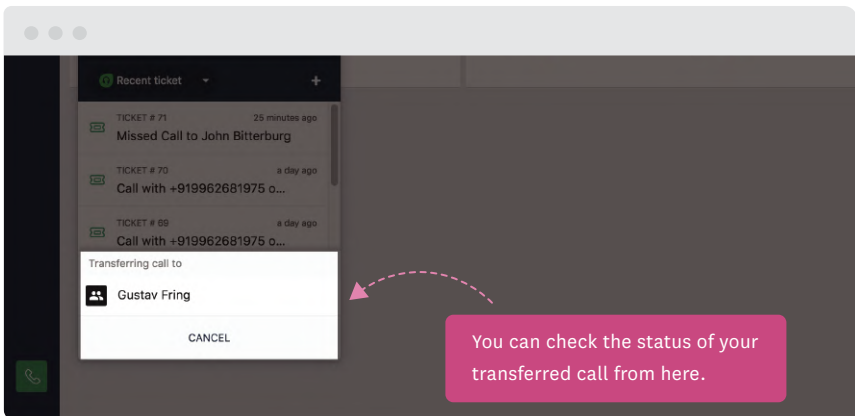 Recent ticket
TICKET # 71 25 minutes ago
Missed Call to John Bitterburg
TICKET # 70 a day ago
Call with +919962681975 o...
TICKET # 69 a day ago
Call with +919962681975 o...
Transferring call to
Gustav Fring
CANCEL
You can check the status of your
transferred call from here.